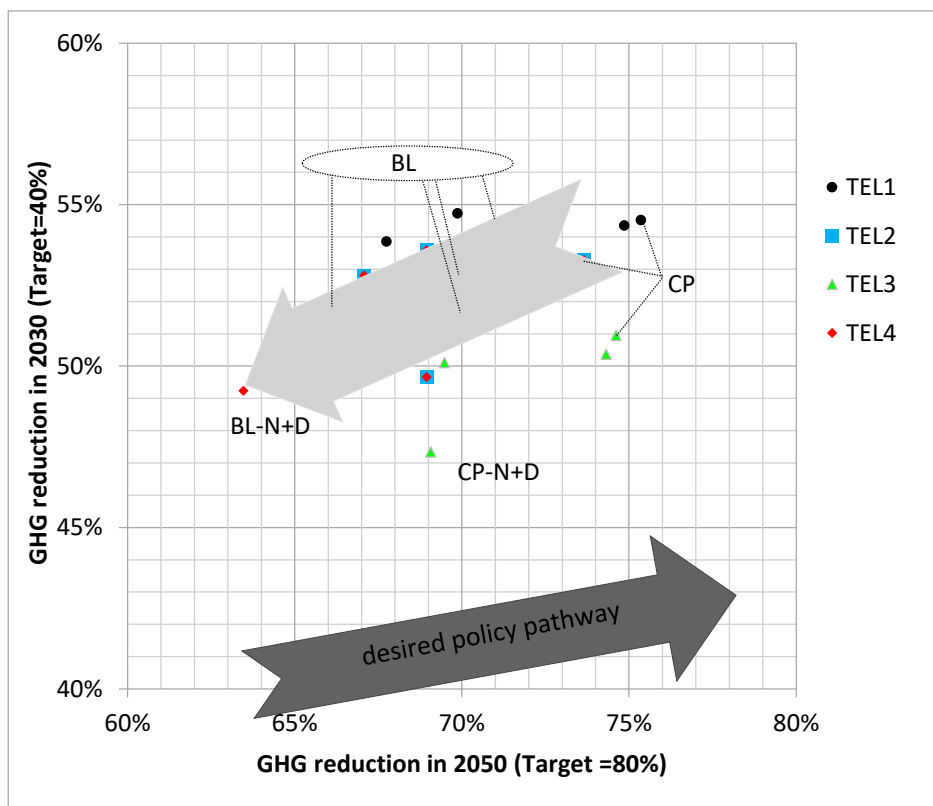 60%
55%
50%
45%
40%
60%
65%
70%
75%
80%
GHG reduction in 2030 (Target=40%)
GHG reduction in 2050 (Target =80%)
BL
CP
BL-N+D
CP-N+D
desired policy pathway
TEL1
TEL2
TEL3
TEL4